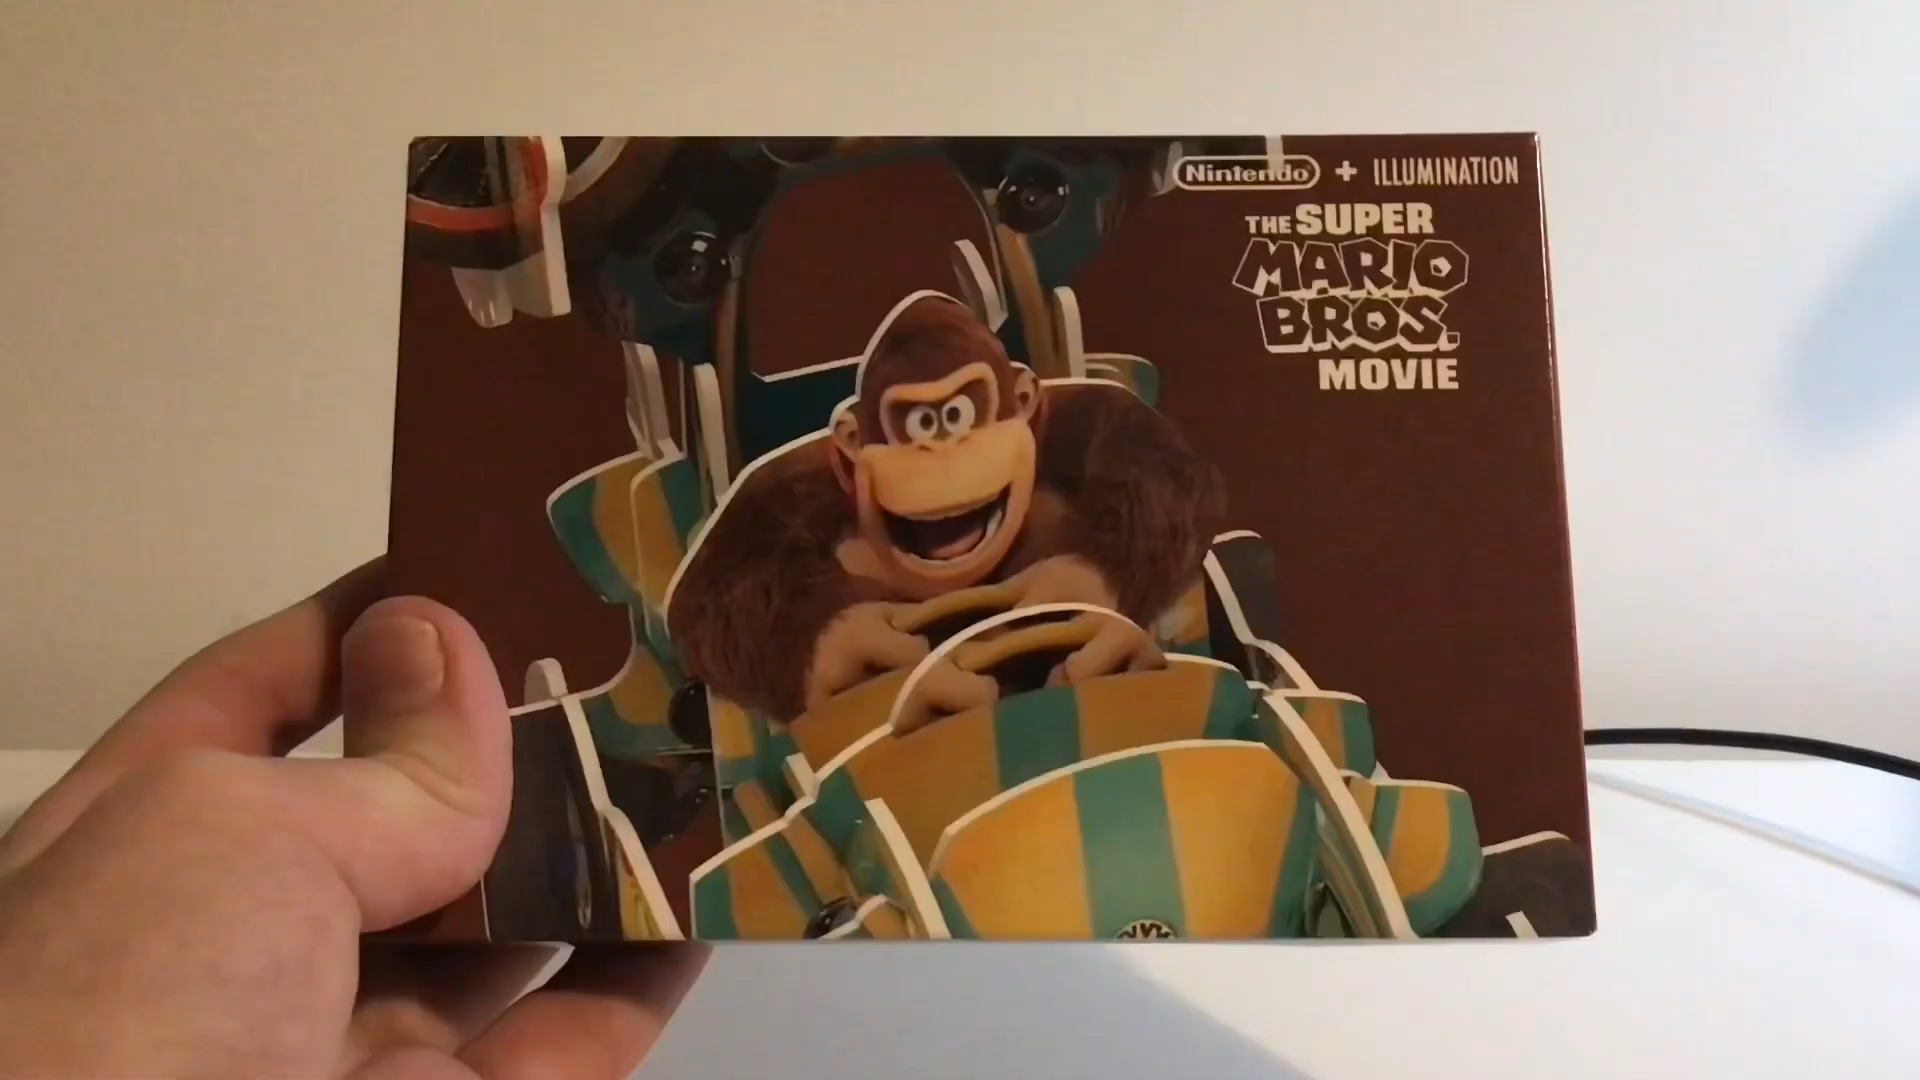 Nintendo + ILLUMINATION
THE SUPER
MARIO
BROS.
MOVIE